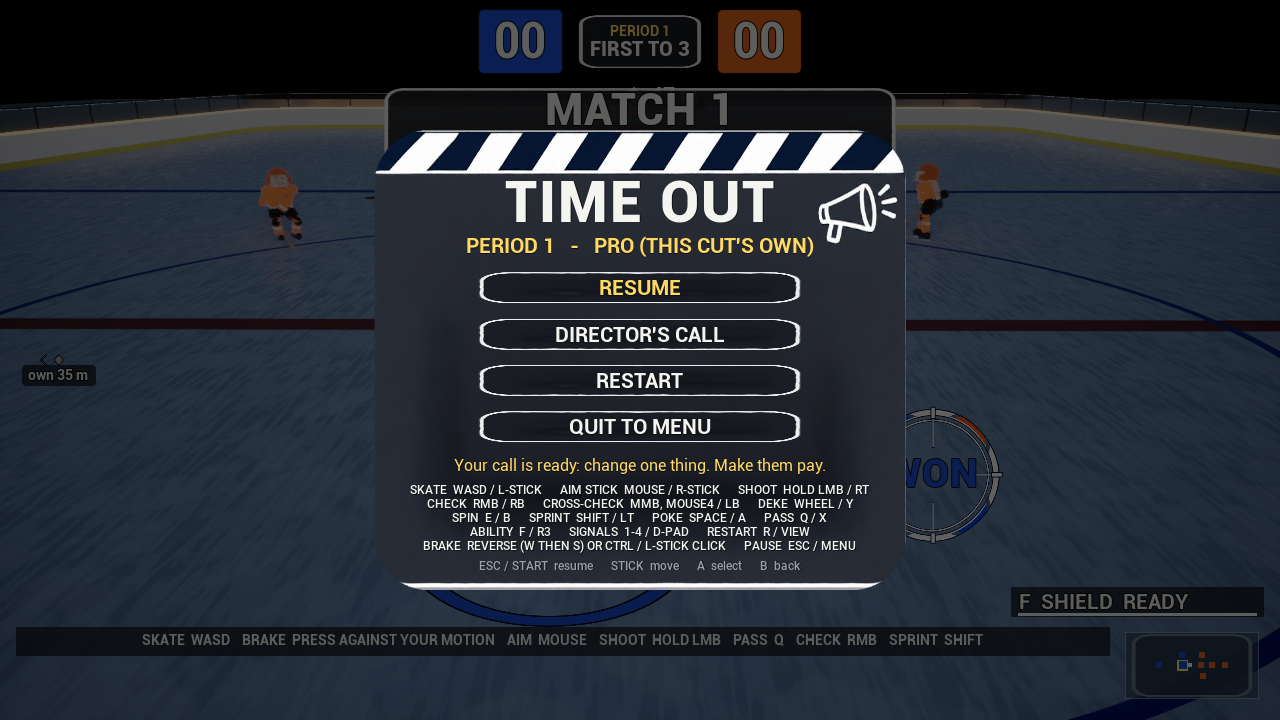 00
PERIOD 1
FIRST TO 3
00
MATCH 1
TIME OUT
PERIOD 1 - PRO (THIS CUT'S OWN)
RESUME
DIRECTOR'S CALL
RESTART
QUIT TO MENU
Your call is ready: change one thing. Make them pay.
SKATE WASD / L-STICK AIM STICK MOUSE / R-STICK SHOOT HOLD LMB / RT
CHECK RMB / RB CROSS-CHECK MMB, MOUSE4 / LB DEKE WHEEL / Y
SPIN E / B SPRINT SHIFT / LT POKE SPACE / A PASS Q / X
ABILITY F / R3 SIGNALS 1-4 / D-PAD RESTART R / VIEW
BRAKE REVERSE (W THEN S) OR CTRL / L-STICK CLICK PAUSE ESC / MENU
ESC / START resume STICK move A select B back
own 35 m
WON
F SHIELD READY
SKATE WASD BRAKE PRESS AGAINST YOUR MOTION AIM MOUSE SHOOT HOLD LMB PASS Q CHECK RMB SPRINT SHIFT